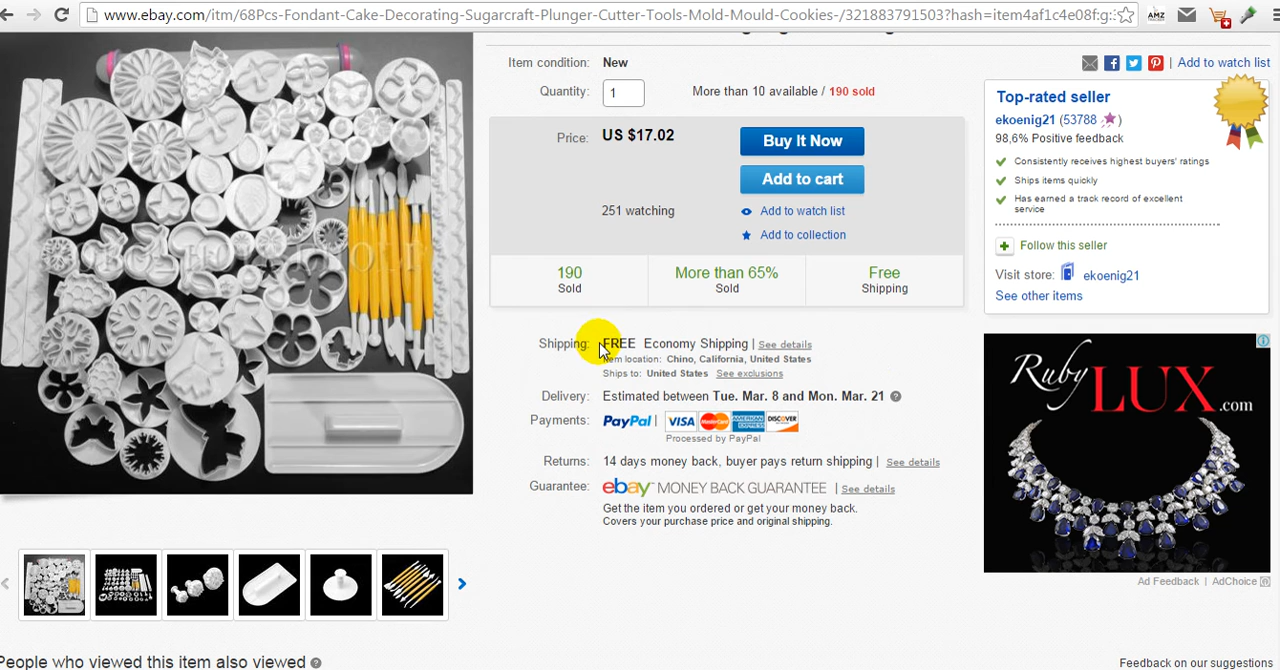 www.ebay.com/itm/68Pcs-Fondant-Cake-Decorating-Sugarcraft-Plunger-Cutter-Tools-Mold-Mould-Cookies-/321883791503?hash=item4af1c4e08f:g:
AMZ
Item condition: New
Quantity: 1 More than 10 available / 190 sold
Price: US $17.02
Buy It Now
Add to cart
251 watching
Add to watch list
Add to collection
190 Sold
More than 65% Sold
Free Shipping
Shipping: FREE Economy Shipping | See details
Item location: Chino, California, United States
Ships to: United States See exclusions
Delivery: Estimated between Tue. Mar. 8 and Mon. Mar. 21
Payments: PayPal | VISA MasterCard AMERICAN EXPRESS DISCOVER
Processed by PayPal
Returns: 14 days money back, buyer pays return shipping | See details
Guarantee: ebay MONEY BACK GUARANTEE | See details
Get the item you ordered or get your money back.
Covers your purchase price and original shipping.
| Add to watch list
Top-rated seller
ekoenig21 (53788)
98,6% Positive feedback
Consistently receives highest buyers' ratings
Ships items quickly
Has earned a track record of excellent
service
Follow this seller
Visit store: ekoenig21
See other items
Ruby LUX.com
Ad Feedback | AdChoice
People who viewed this item also viewed
Feedback on our suggestions